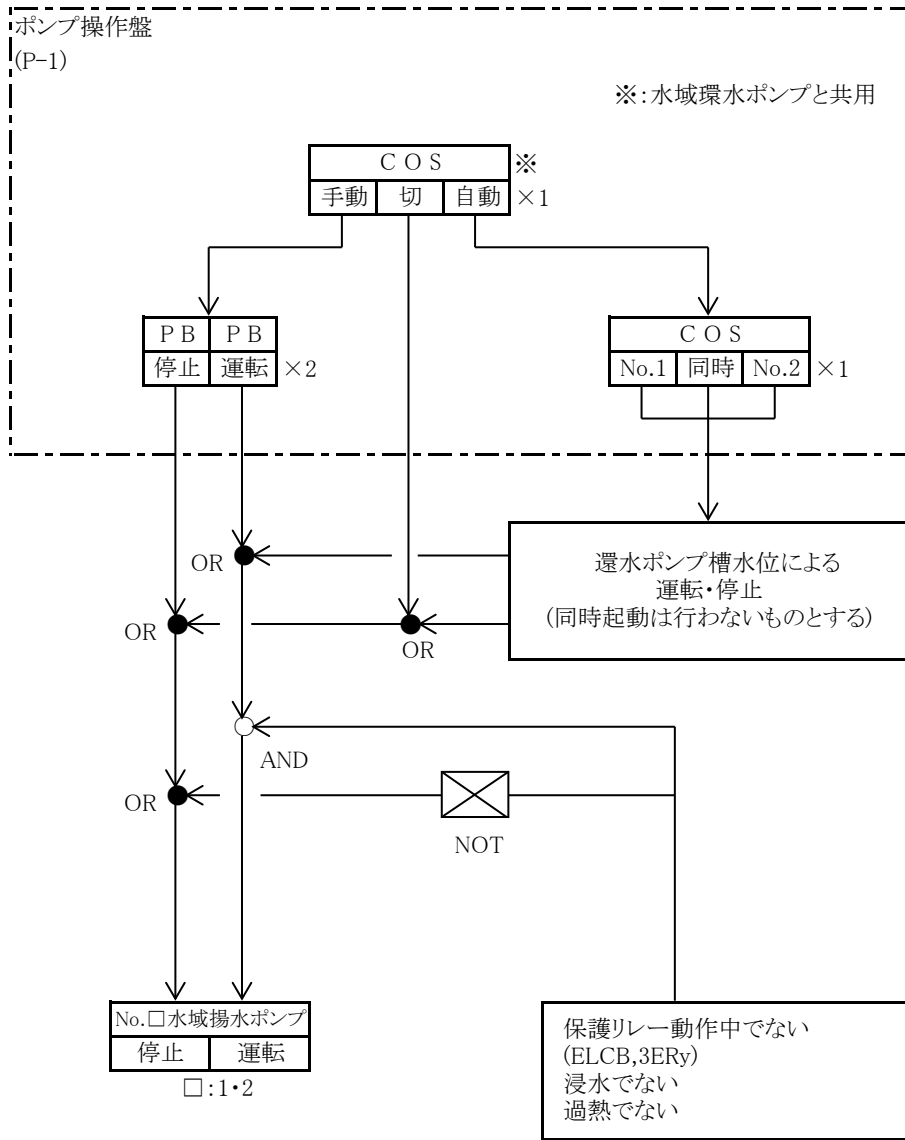 ポンプ操作盤
(P-1)
※:水域環水ポンプと共用
COS ※
手動 切 自動 ×1
PB PB
停止 運転 ×2
COS
No.1 同時 No.2 ×1
OR
還水ポンプ槽水位による
運転・停止
(同時起動は行わないものとする)
OR
OR
AND
OR
NOT
No.□水域揚水ポンプ
停止 運転
□:1・2
保護リレー動作中でない
(ELCB,3ERy)
浸水でない
過熱でない